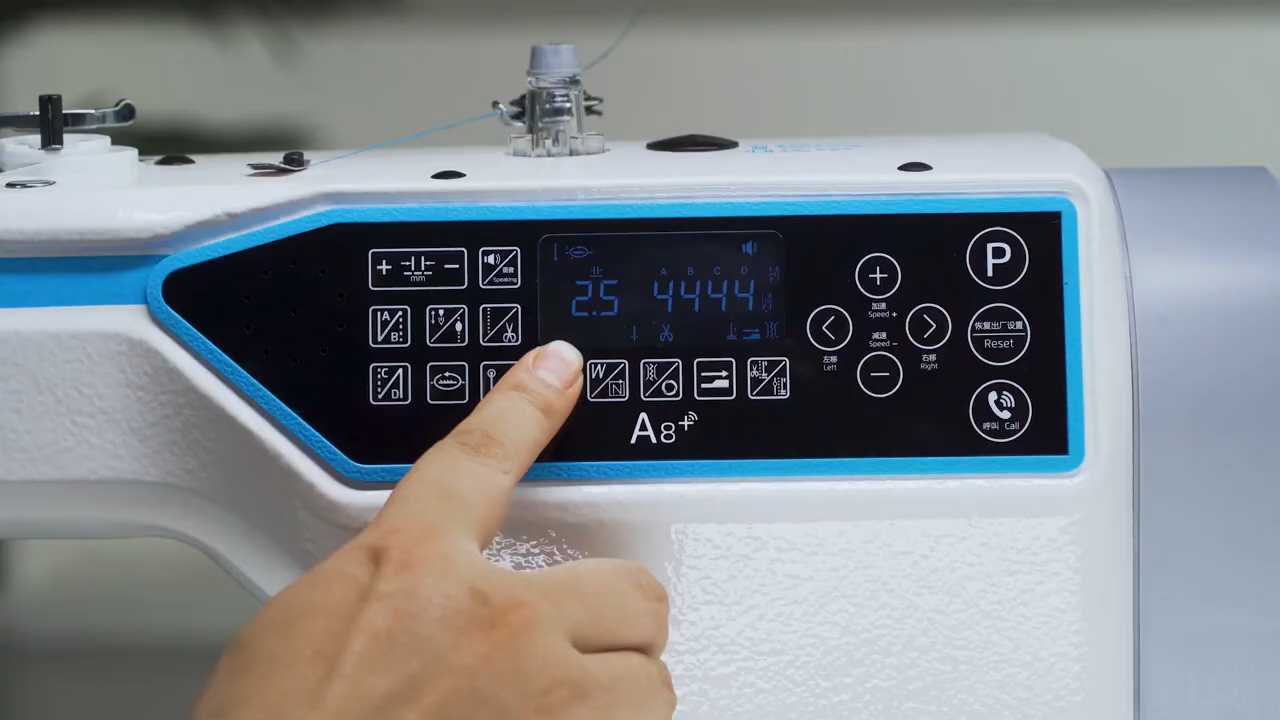 + mm −
语音
Speaking
A
B
C
D
A B C D
2.5 4444
W
N
A8+
+
加速
Speed +
减速
Speed −
−
左移
Left
右移
Right
P
恢复出厂设置
Reset
呼叫 Call